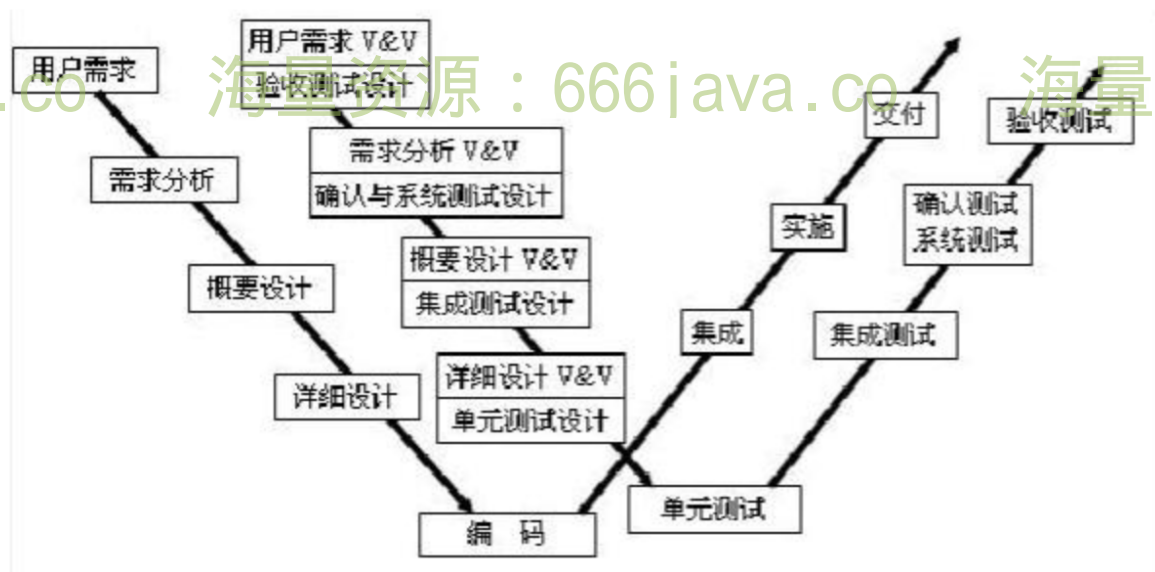 用户需求
需求分析
概要设计
详细设计
编 码
用户需求 V&V
验收测试设计
需求分析 V&V
确认与系统测试设计
概要设计 V&V
集成测试设计
详细设计 V&V
单元测试设计
集成
实施
交付
单元测试
集成测试
确认测试
系统测试
验收测试
.co 海量资源：666java.co 海量